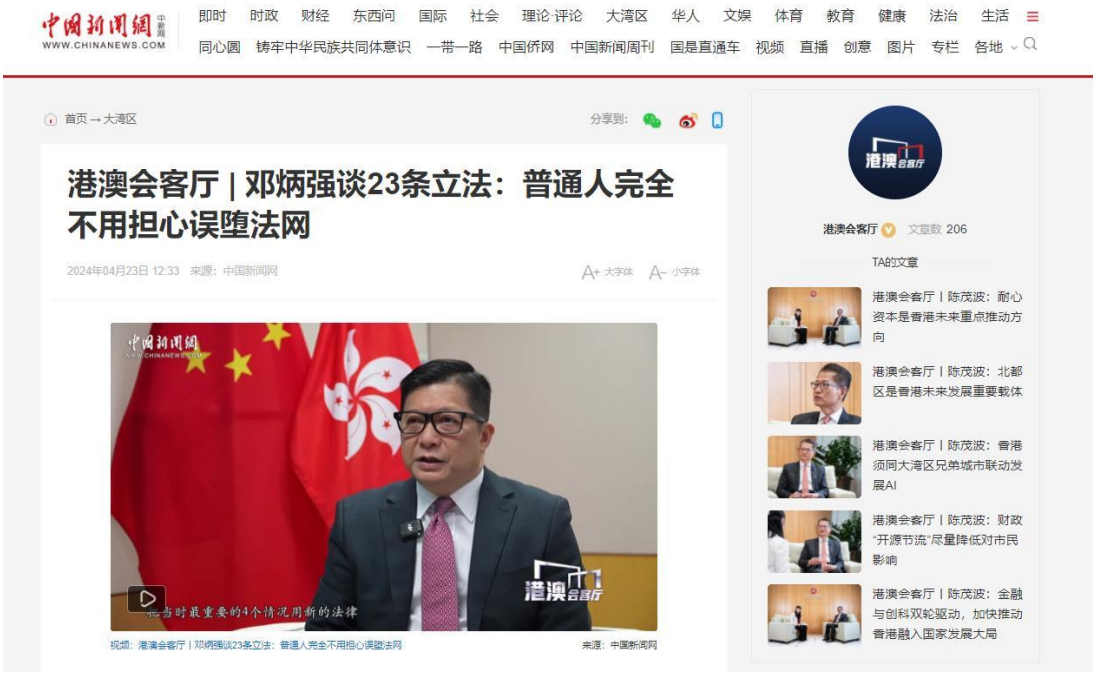 中国新闻網 中新网
WWW.CHINANEWS.COM
即时 时政 财经 东西问 国际 社会 理论·评论 大湾区 华人 文娱 体育 教育 健康 法治 生活
同心圆 铸牢中华民族共同体意识 一带一路 中国侨网 中国新闻周刊 国是直通车 视频 直播 创意 图片 专栏 各地
首页→大湾区
分享到:
港澳会客厅 | 邓炳强谈23条立法：普通人完全
不用担心误堕法网
2024年04月23日 12:33 来源：中国新闻网
A+ 大字体 A- 小字体
中國新聞網
WWW.CHINANEWS.COM
港澳会客厅
把当时最重要的4个情况用新的法律
视频：港澳会客厅丨邓炳强谈23条立法：普通人完全不用担心误堕法网
来源：中国新闻网
港澳会客厅
港澳会客厅 文章数 206
TA的文章
港澳会客厅丨陈茂波：耐心
资本是香港未来重点推动方
向
港澳会客厅丨陈茂波：北都
区是香港未来发展重要载体
港澳会客厅丨陈茂波：香港
须同大湾区兄弟城市联动发
展AI
港澳会客厅丨陈茂波：财政
“开源节流”尽量降低对市民
影响
港澳会客厅丨陈茂波：金融
与创科双轮驱动，加快推动
香港融入国家发展大局